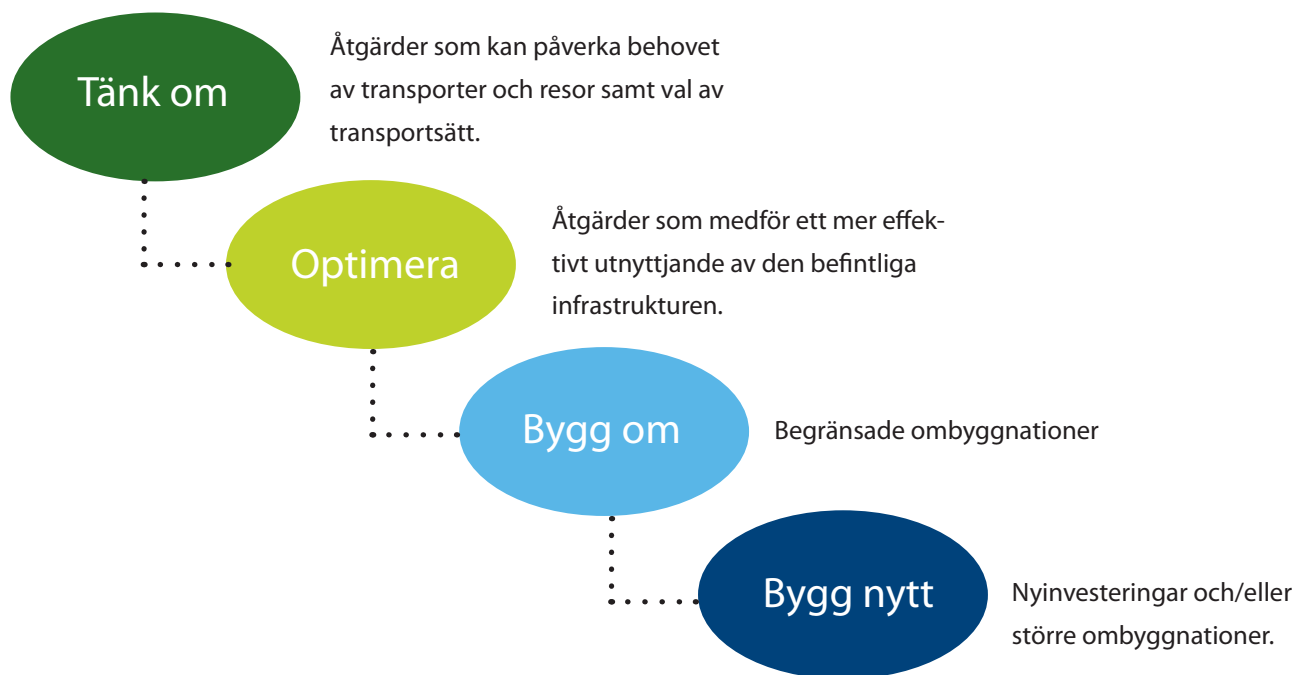 Tänk om
Åtgärder som kan påverka behovet
av transporter och resor samt val av
transportsätt.
Optimera
Åtgärder som medför ett mer effek-
tivt utnyttjande av den befintliga
infrastrukturen.
Bygg om
Begränsade ombyggnationer
Bygg nytt
Nyinvesteringar och/eller
större ombyggnationer.